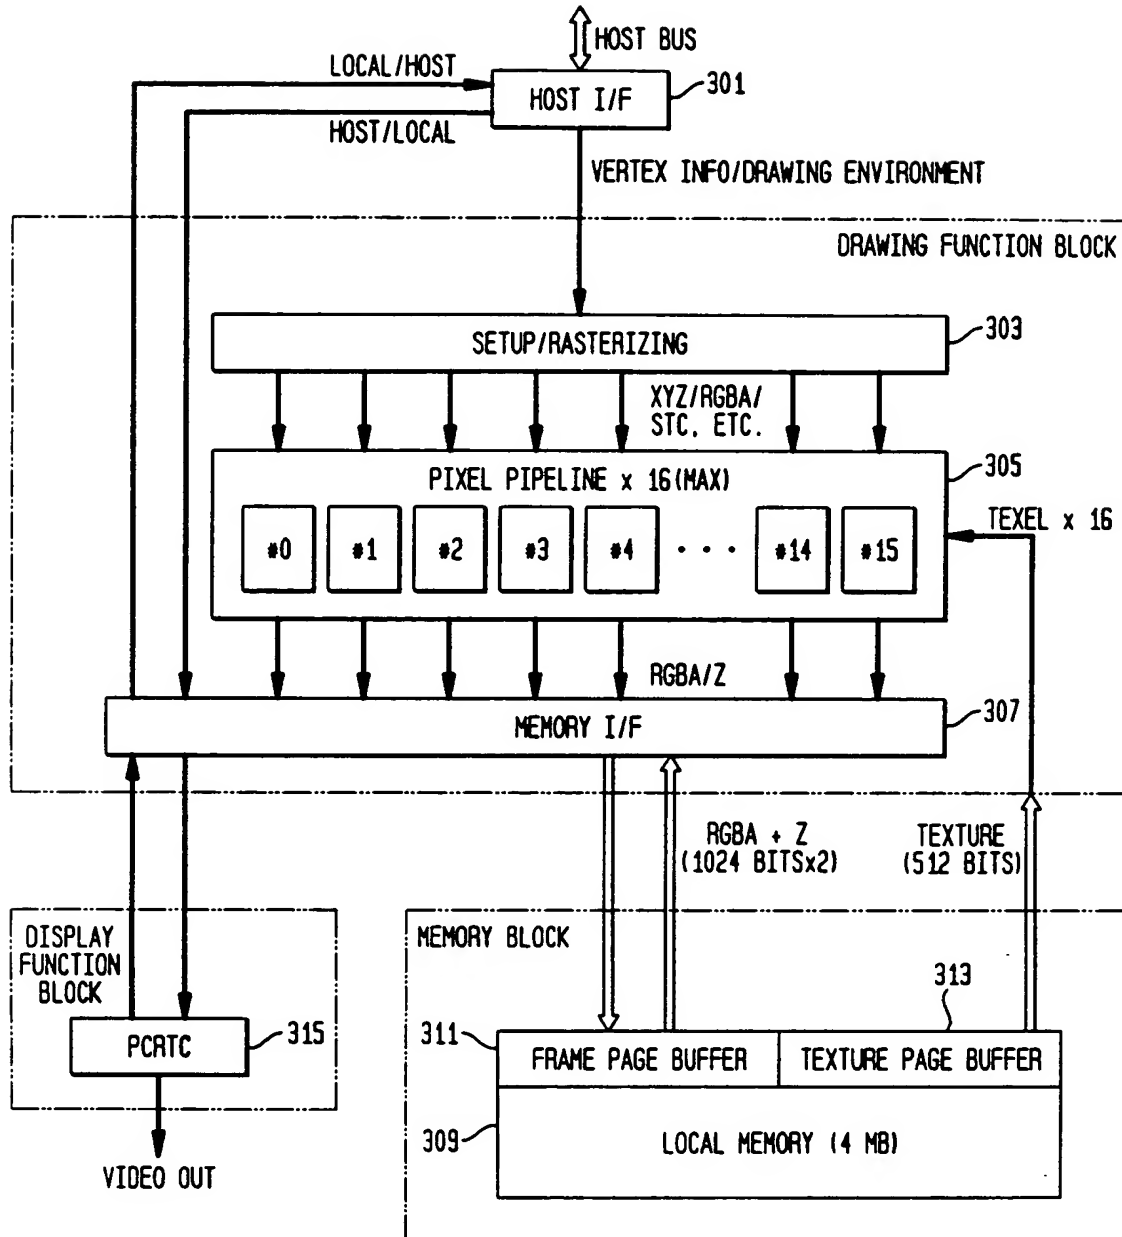 HOST BUS
LOCAL/HOST
HOST I/F
301
HOST/LOCAL
VERTEX INFO/DRAWING ENVIRONMENT
DRAWING FUNCTION BLOCK
SETUP/RASTERIZING
303
XYZ/RGBA/
STC, ETC.
PIXEL PIPELINE x 16(MAX)
305
TEXEL x 16
#0
#1
#2
#3
#4
. . .
#14
#15
RGBA/Z
MEMORY I/F
307
RGBA + Z
(1024 BITSx2)
TEXTURE
(512 BITS)
DISPLAY
FUNCTION
BLOCK
MEMORY BLOCK
313
PCRTC
315
311
FRAME PAGE BUFFER
TEXTURE PAGE BUFFER
309
LOCAL MEMORY (4 MB)
VIDEO OUT